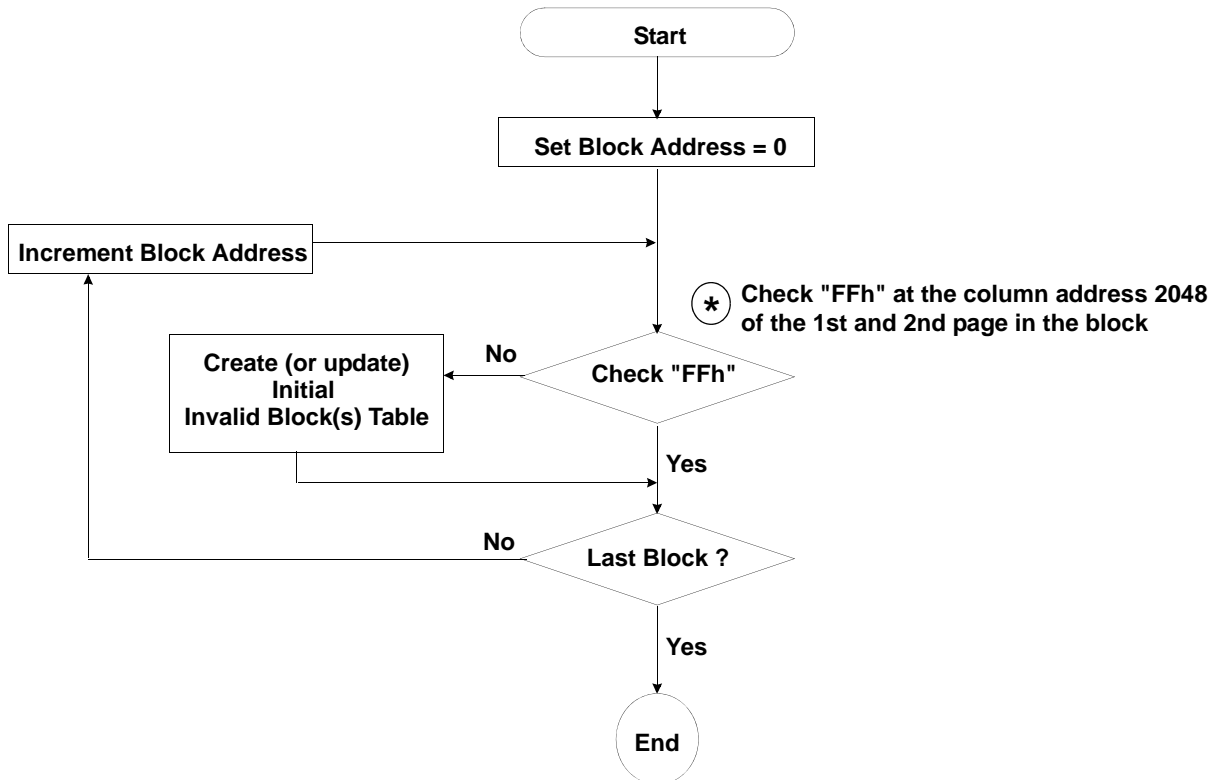 Start
Set Block Address = 0
Increment Block Address
* Check "FFh" at the column address 2048
of the 1st and 2nd page in the block
No
Create (or update)
Initial
Invalid Block(s) Table
Check "FFh"
Yes
No
Last Block ?
Yes
End